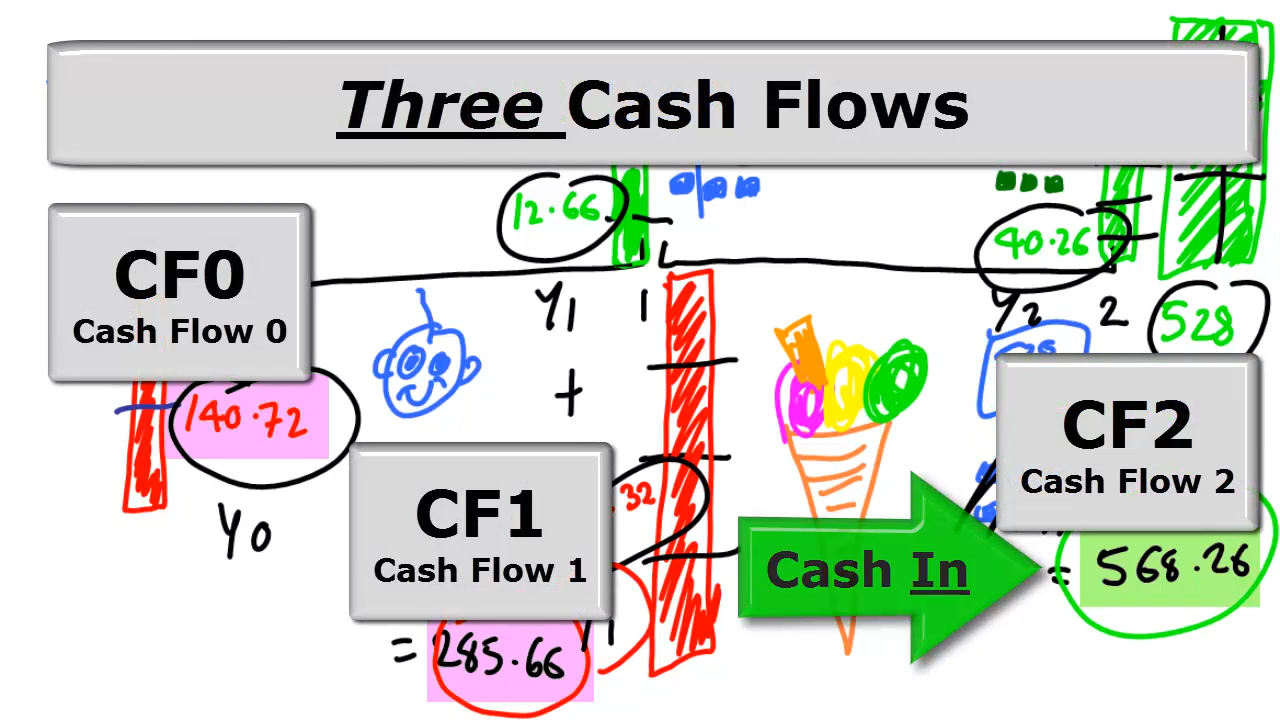 Three Cash Flows
12.66
40.26
CF0
Cash Flow 0
Y1
1
Y2
2
528
140.72
+
CF2
Cash Flow 2
Y0
CF1
Cash Flow 1
32
Cash In
= 568.26
= 285.66